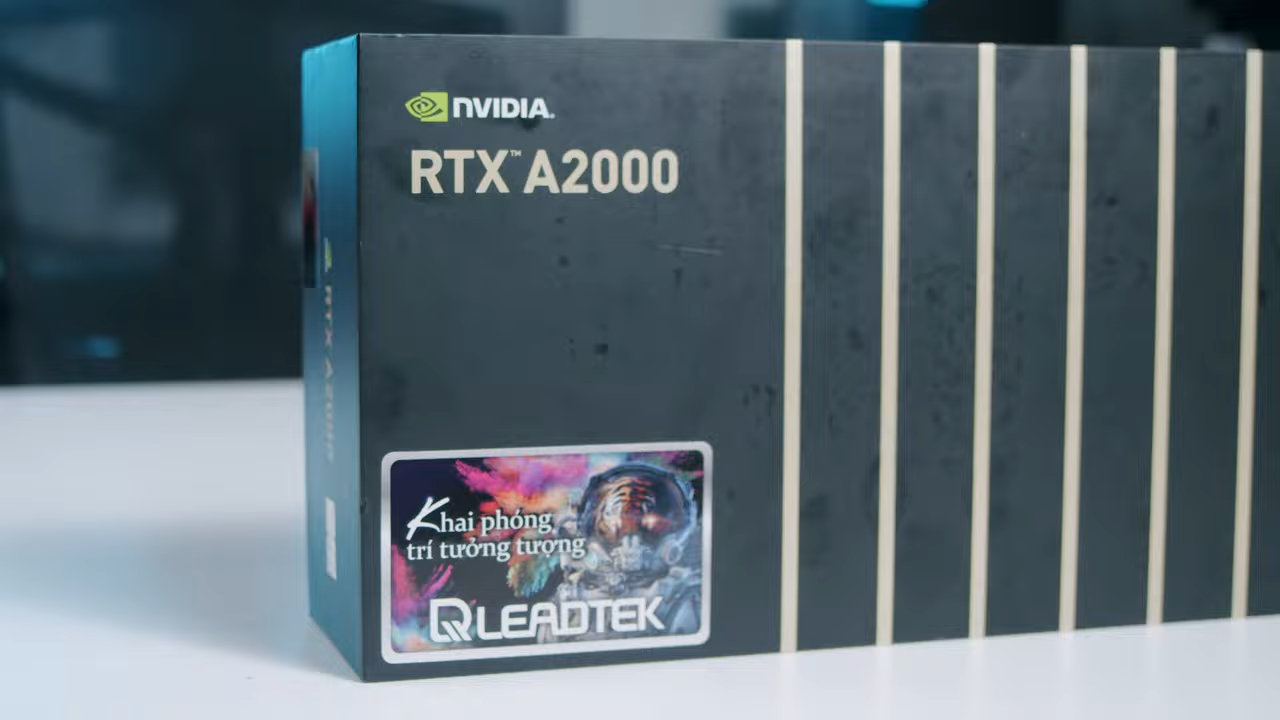 NVIDIA.
RTX™ A2000
RTX A2000
Khai phóng
trí tưởng tượng
LEADTEK